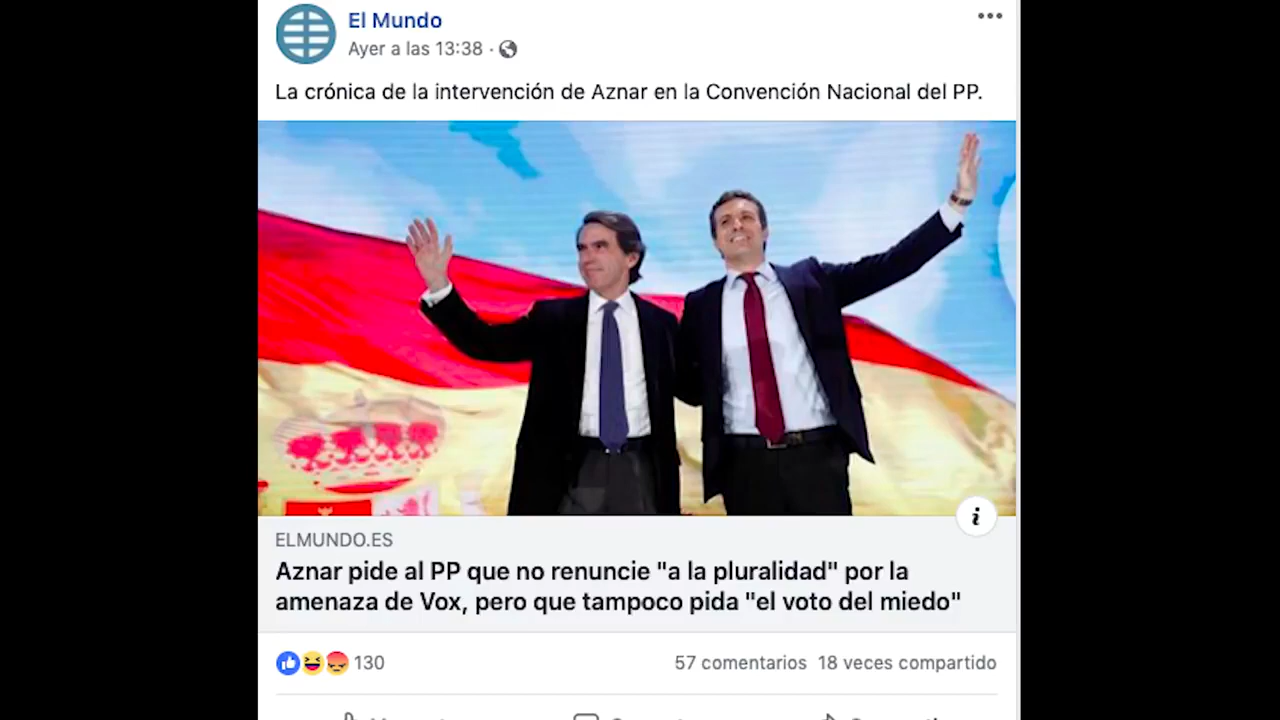 El Mundo
Ayer a las 13:38 ·
La crónica de la intervención de Aznar en la Convención Nacional del PP.
ELMUNDO.ES
Aznar pide al PP que no renuncie "a la pluralidad" por la
amenaza de Vox, pero que tampoco pida "el voto del miedo"
130
57 comentarios 18 veces compartido